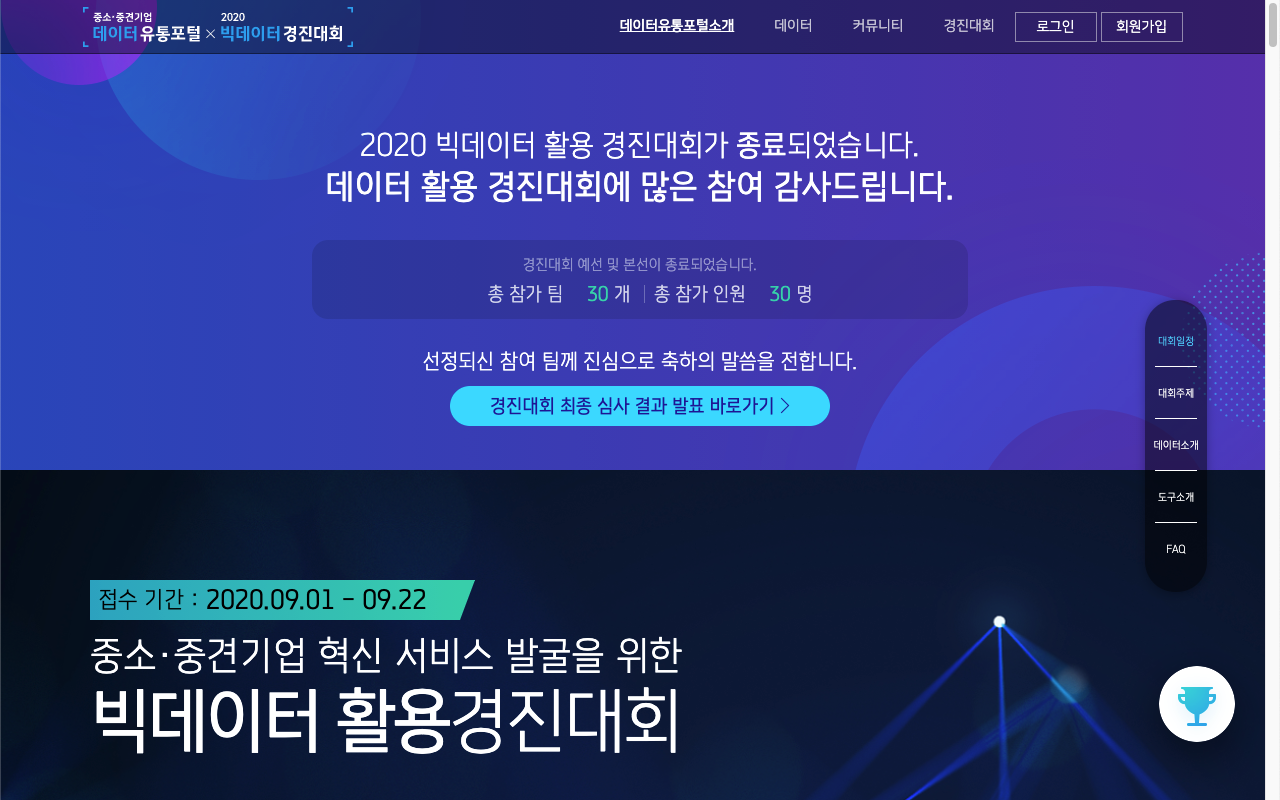 중소·중견기업 2020
데이터 유통포털 × 빅데이터 경진대회
데이터유통포털소개 데이터 커뮤니티 경진대회 로그인 회원가입
2020 빅데이터 활용 경진대회가 종료되었습니다.
데이터 활용 경진대회에 많은 참여 감사드립니다.
경진대회 예선 및 본선이 종료되었습니다.
총 참가 팀 30 개 | 총 참가 인원 30 명
선정되신 참여 팀께 진심으로 축하의 말씀을 전합니다.
경진대회 최종 심사 결과 발표 바로가기 >
대회일정
대회주제
데이터소개
도구소개
FAQ
접수 기간 : 2020.09.01 - 09.22
중소·중견기업 혁신 서비스 발굴을 위한
빅데이터 활용경진대회